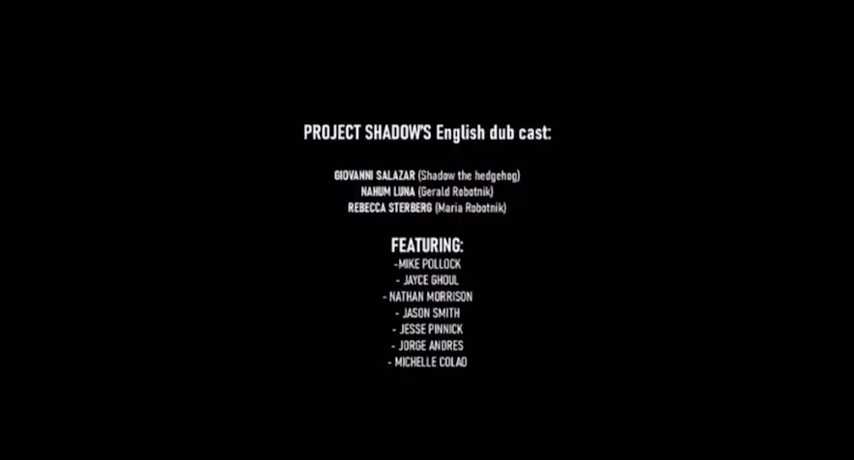 PROJECT SHADOW'S English dub cast:
GIOVANNI SALAZAR (Shadow the hedgehog)
NAHUM LUNA (Gerald Robotnik)
REBECCA STERBERG (Maria Robotnik)
FEATURING:
-MIKE POLLOCK
- JAYCE GHOUL
- NATHAN MORRISON
- JASON SMITH
- JESSE PINNICK
- JORGE ANDRES
- MICHELLE COLAO